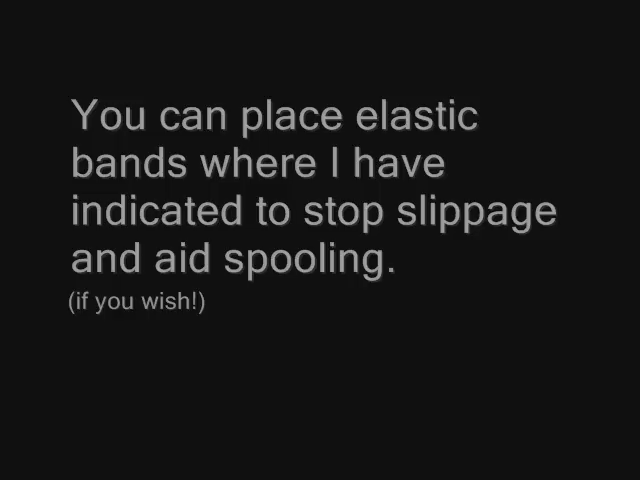 You can place elastic
bands where I have
indicated to stop slippage
and aid spooling.
(if you wish!)